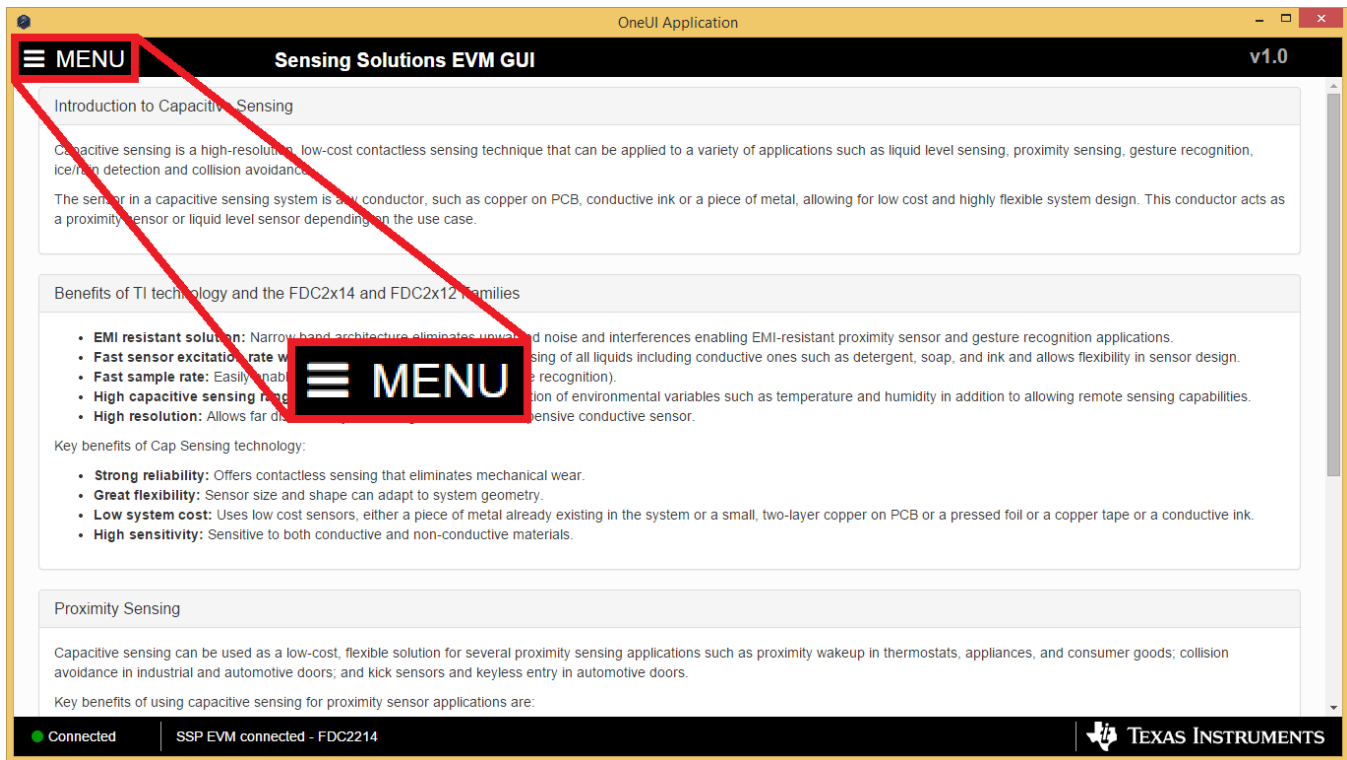 OneUI Application
MENU
Sensing Solutions EVM GUI
v1.0
Introduction to Capacitive Sensing
Capacitive sensing is a high-resolution, low-cost contactless sensing technique that can be applied to a variety of applications such as liquid level sensing, proximity sensing, gesture recognition,
ice/rain detection and collision avoidance.
The sensor in a capacitive sensing system is any conductor, such as copper on PCB, conductive ink or a piece of metal, allowing for low cost and highly flexible system design. This conductor acts as
a proximity sensor or liquid level sensor depending on the use case.
Benefits of TI technology and the FDC2x14 and FDC2x12 Families
• EMI resistant solution: Narrow band architecture eliminates unwanted noise and interferences enabling EMI-resistant proximity sensor and gesture recognition applications.
• Fast sensor excitation rate sing of all liquids including conductive ones such as detergent, soap, and ink and allows flexibility in sensor design.
• Fast sample rate: Easily recognition).
• High capacitive sensing tion of environmental variables such as temperature and humidity in addition to allowing remote sensing capabilities.
• High resolution: Allows far conductive sensor.
MENU
Key benefits of Cap Sensing technology:
• Strong reliability: Offers contactless sensing that eliminates mechanical wear.
• Great flexibility: Sensor size and shape can adapt to system geometry.
• Low system cost: Uses low cost sensors, either a piece of metal already existing in the system or a small, two-layer copper on PCB or a pressed foil or a copper tape or a conductive ink.
• High sensitivity: Sensitive to both conductive and non-conductive materials.
Proximity Sensing
Capacitive sensing can be used as a low-cost, flexible solution for several proximity sensing applications such as proximity wakeup in thermostats, appliances, and consumer goods; collision
avoidance in industrial and automotive doors; and kick sensors and keyless entry in automotive doors.
Key benefits of using capacitive sensing for proximity sensor applications are:
Connected
SSP EVM connected - FDC2214
TEXAS INSTRUMENTS